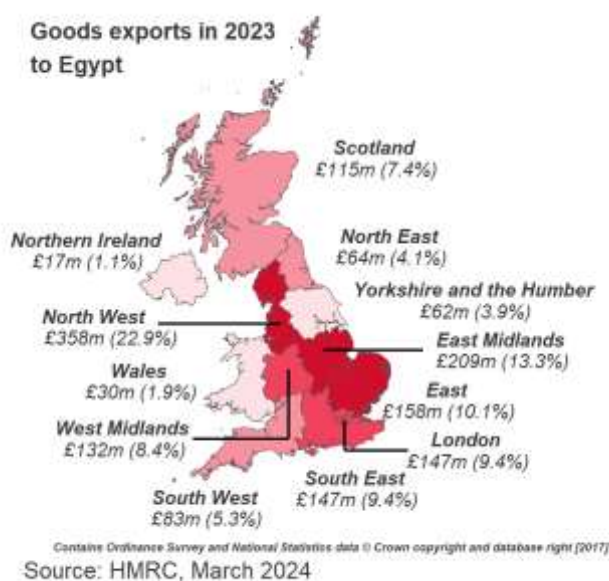 Goods exports in 2023
to Egypt
Scotland
£115m (7.4%)
Northern Ireland
£17m (1.1%)
North East
£64m (4.1%)
Yorkshire and the Humber
£62m (3.9%)
North West
£358m (22.9%)
East Midlands
£209m (13.3%)
Wales
£30m (1.9%)
East
£158m (10.1%)
West Midlands
£132m (8.4%)
London
£147m (9.4%)
South East
£147m (9.4%)
South West
£83m (5.3%)
Contains Ordinance Survey and National Statistics data © Crown copyright and database right [2017]
Source: HMRC, March 2024